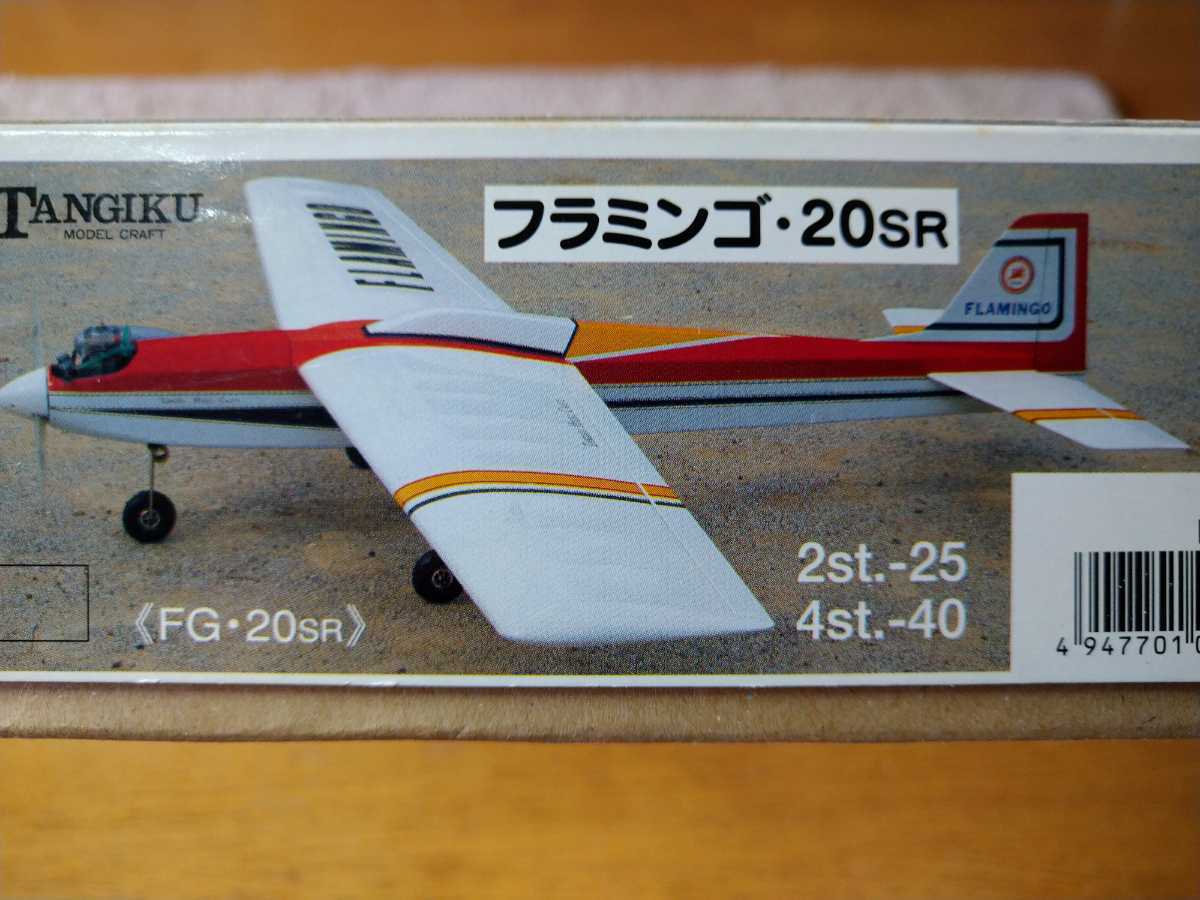 TANGIKU
MODEL CRAFT
フラミンゴ・20SR
FLAMINGO
FLAMINGO
2st.-25
4st.-40
《FG・20SR》
4 947701 0